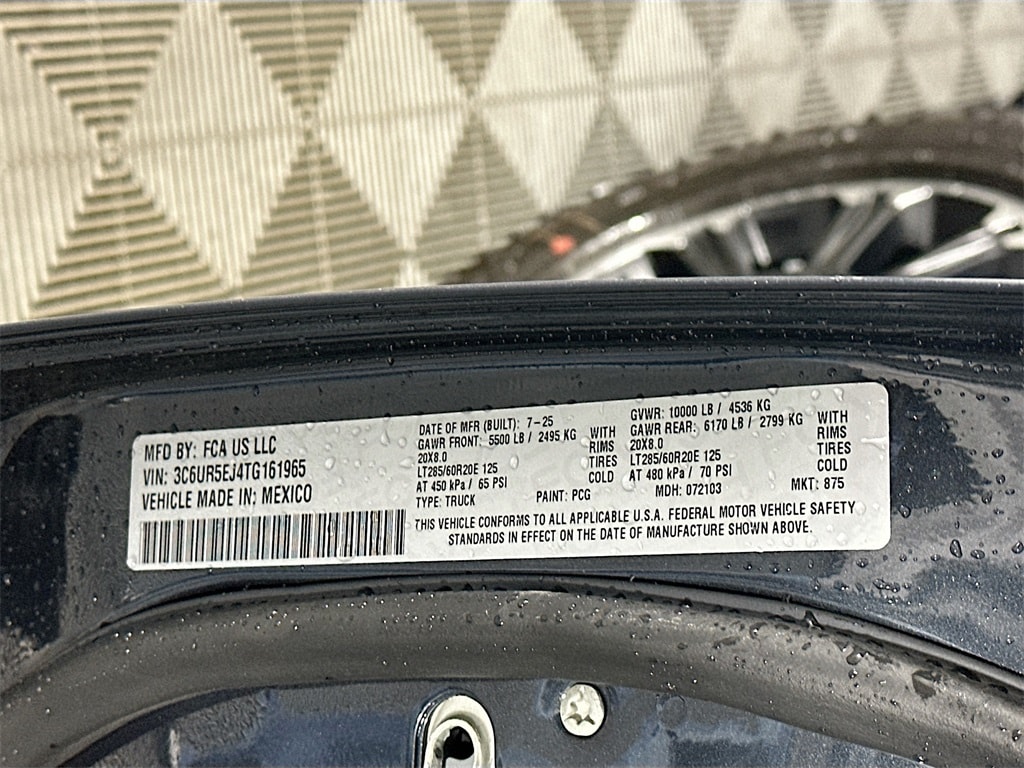 MFD BY: FCA US LLC
VIN: 3C6UR5EJ4TG161965
VEHICLE MADE IN: MEXICO
DATE OF MFR (BUILT): 7-25
GAWR FRONT: 5500 LB / 2495 KG WITH
20X8.0 RIMS
LT285/60R20E 125 TIRES
AT 450 kPa / 65 PSI COLD
TYPE: TRUCK PAINT: PCG
GVWR: 10000 LB / 4536 KG
GAWR REAR: 6170 LB / 2799 KG WITH
20X8.0 RIMS
LT285/60R20E 125 TIRES
AT 480 kPa / 70 PSI COLD
MDH: 072103 MKT: 875
THIS VEHICLE CONFORMS TO ALL APPLICABLE U.S.A. FEDERAL MOTOR VEHICLE SAFETY
STANDARDS IN EFFECT ON THE DATE OF MANUFACTURE SHOWN ABOVE.